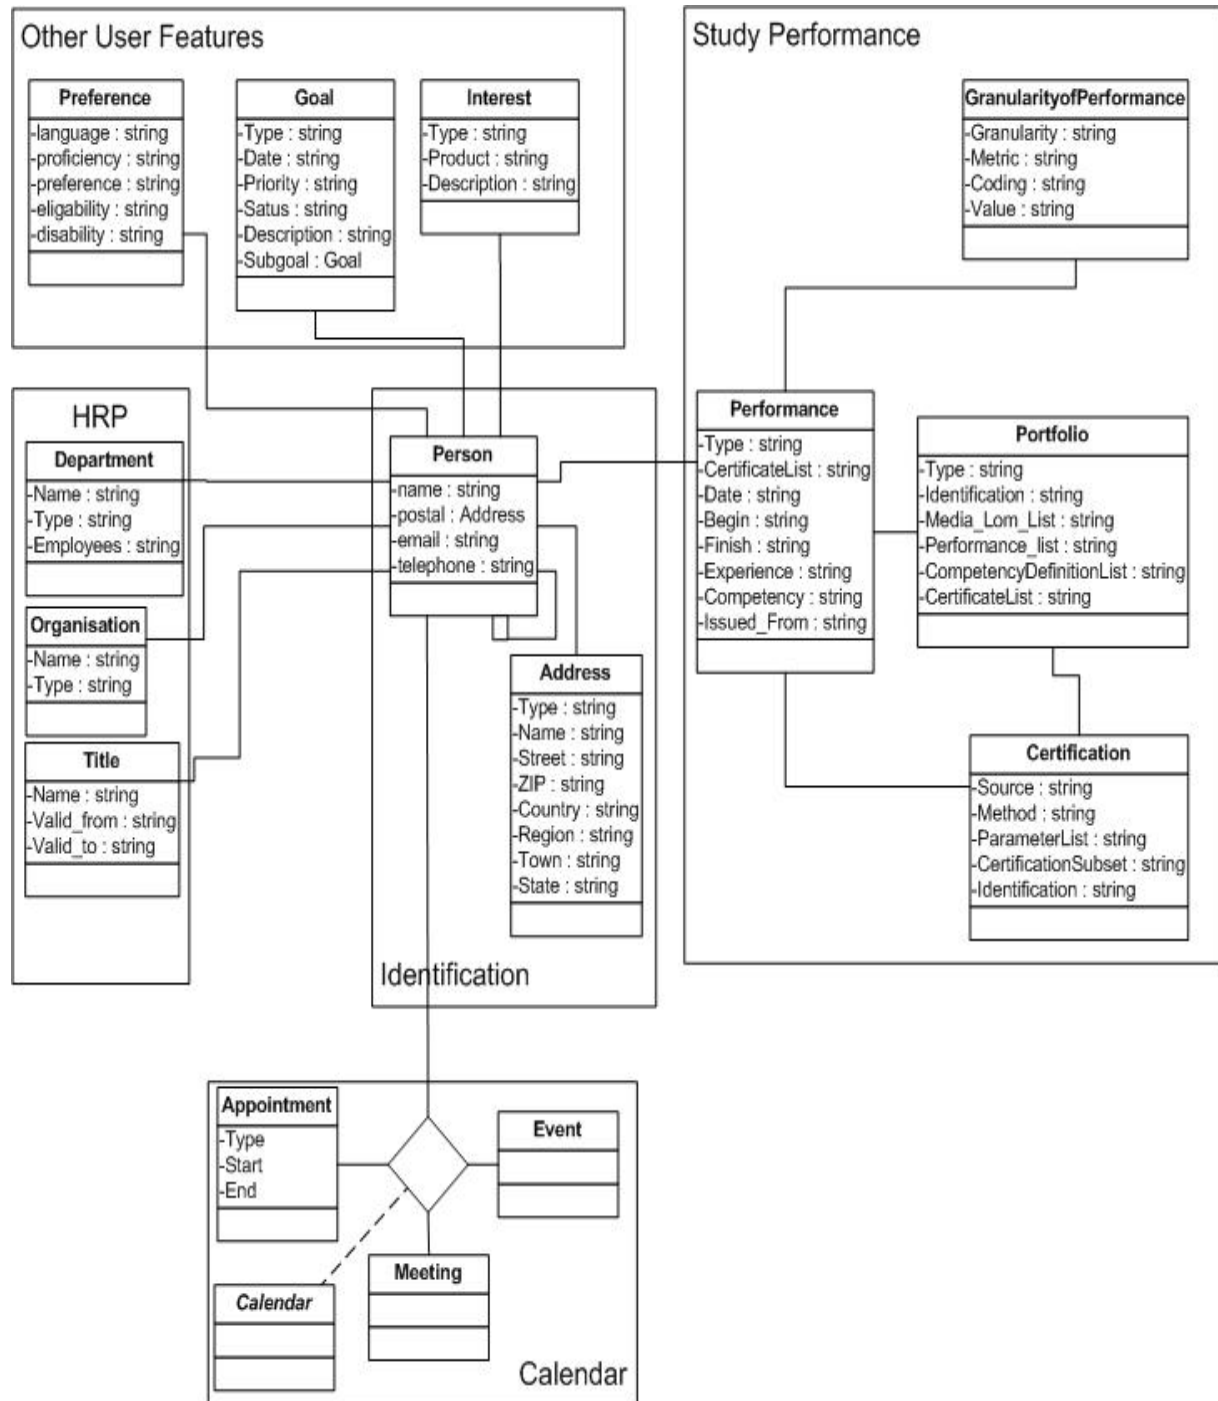 Other User Features
Preference
-language : string
-proficiency : string
-preference : string
-eligability : string
-disability : string
Goal
-Type : string
-Date : string
-Priority : string
-Satus : string
-Description : string
-Subgoal : Goal
Interest
-Type : string
-Product : string
-Description : string
Study Performance
GranularityofPerformance
-Granularity : string
-Metric : string
-Coding : string
-Value : string
Performance
-Type : string
-CertificateList : string
-Date : string
-Begin : string
-Finish : string
-Experience : string
-Competency : string
-Issued_From : string
Portfolio
-Type : string
-Identification : string
-Media_Lom_List : string
-Performance_list : string
-CompetencyDefinitionList : string
-CertificateList : string
Certification
-Source : string
-Method : string
-ParameterList : string
-CertificationSubset : string
-Identification : string
HRP
Department
-Name : string
-Type : string
-Employees : string
Organisation
-Name : string
-Type : string
Title
-Name : string
-Valid_from : string
-Valid_to : string
Person
-name : string
-postal : Address
-email : string
-telephone : string
Address
-Type : string
-Name : string
-Street : string
-ZIP : string
-Country : string
-Region : string
-Town : string
-State : string
Identification
Appointment
-Type
-Start
-End
Event
Meeting
Calendar
Calendar